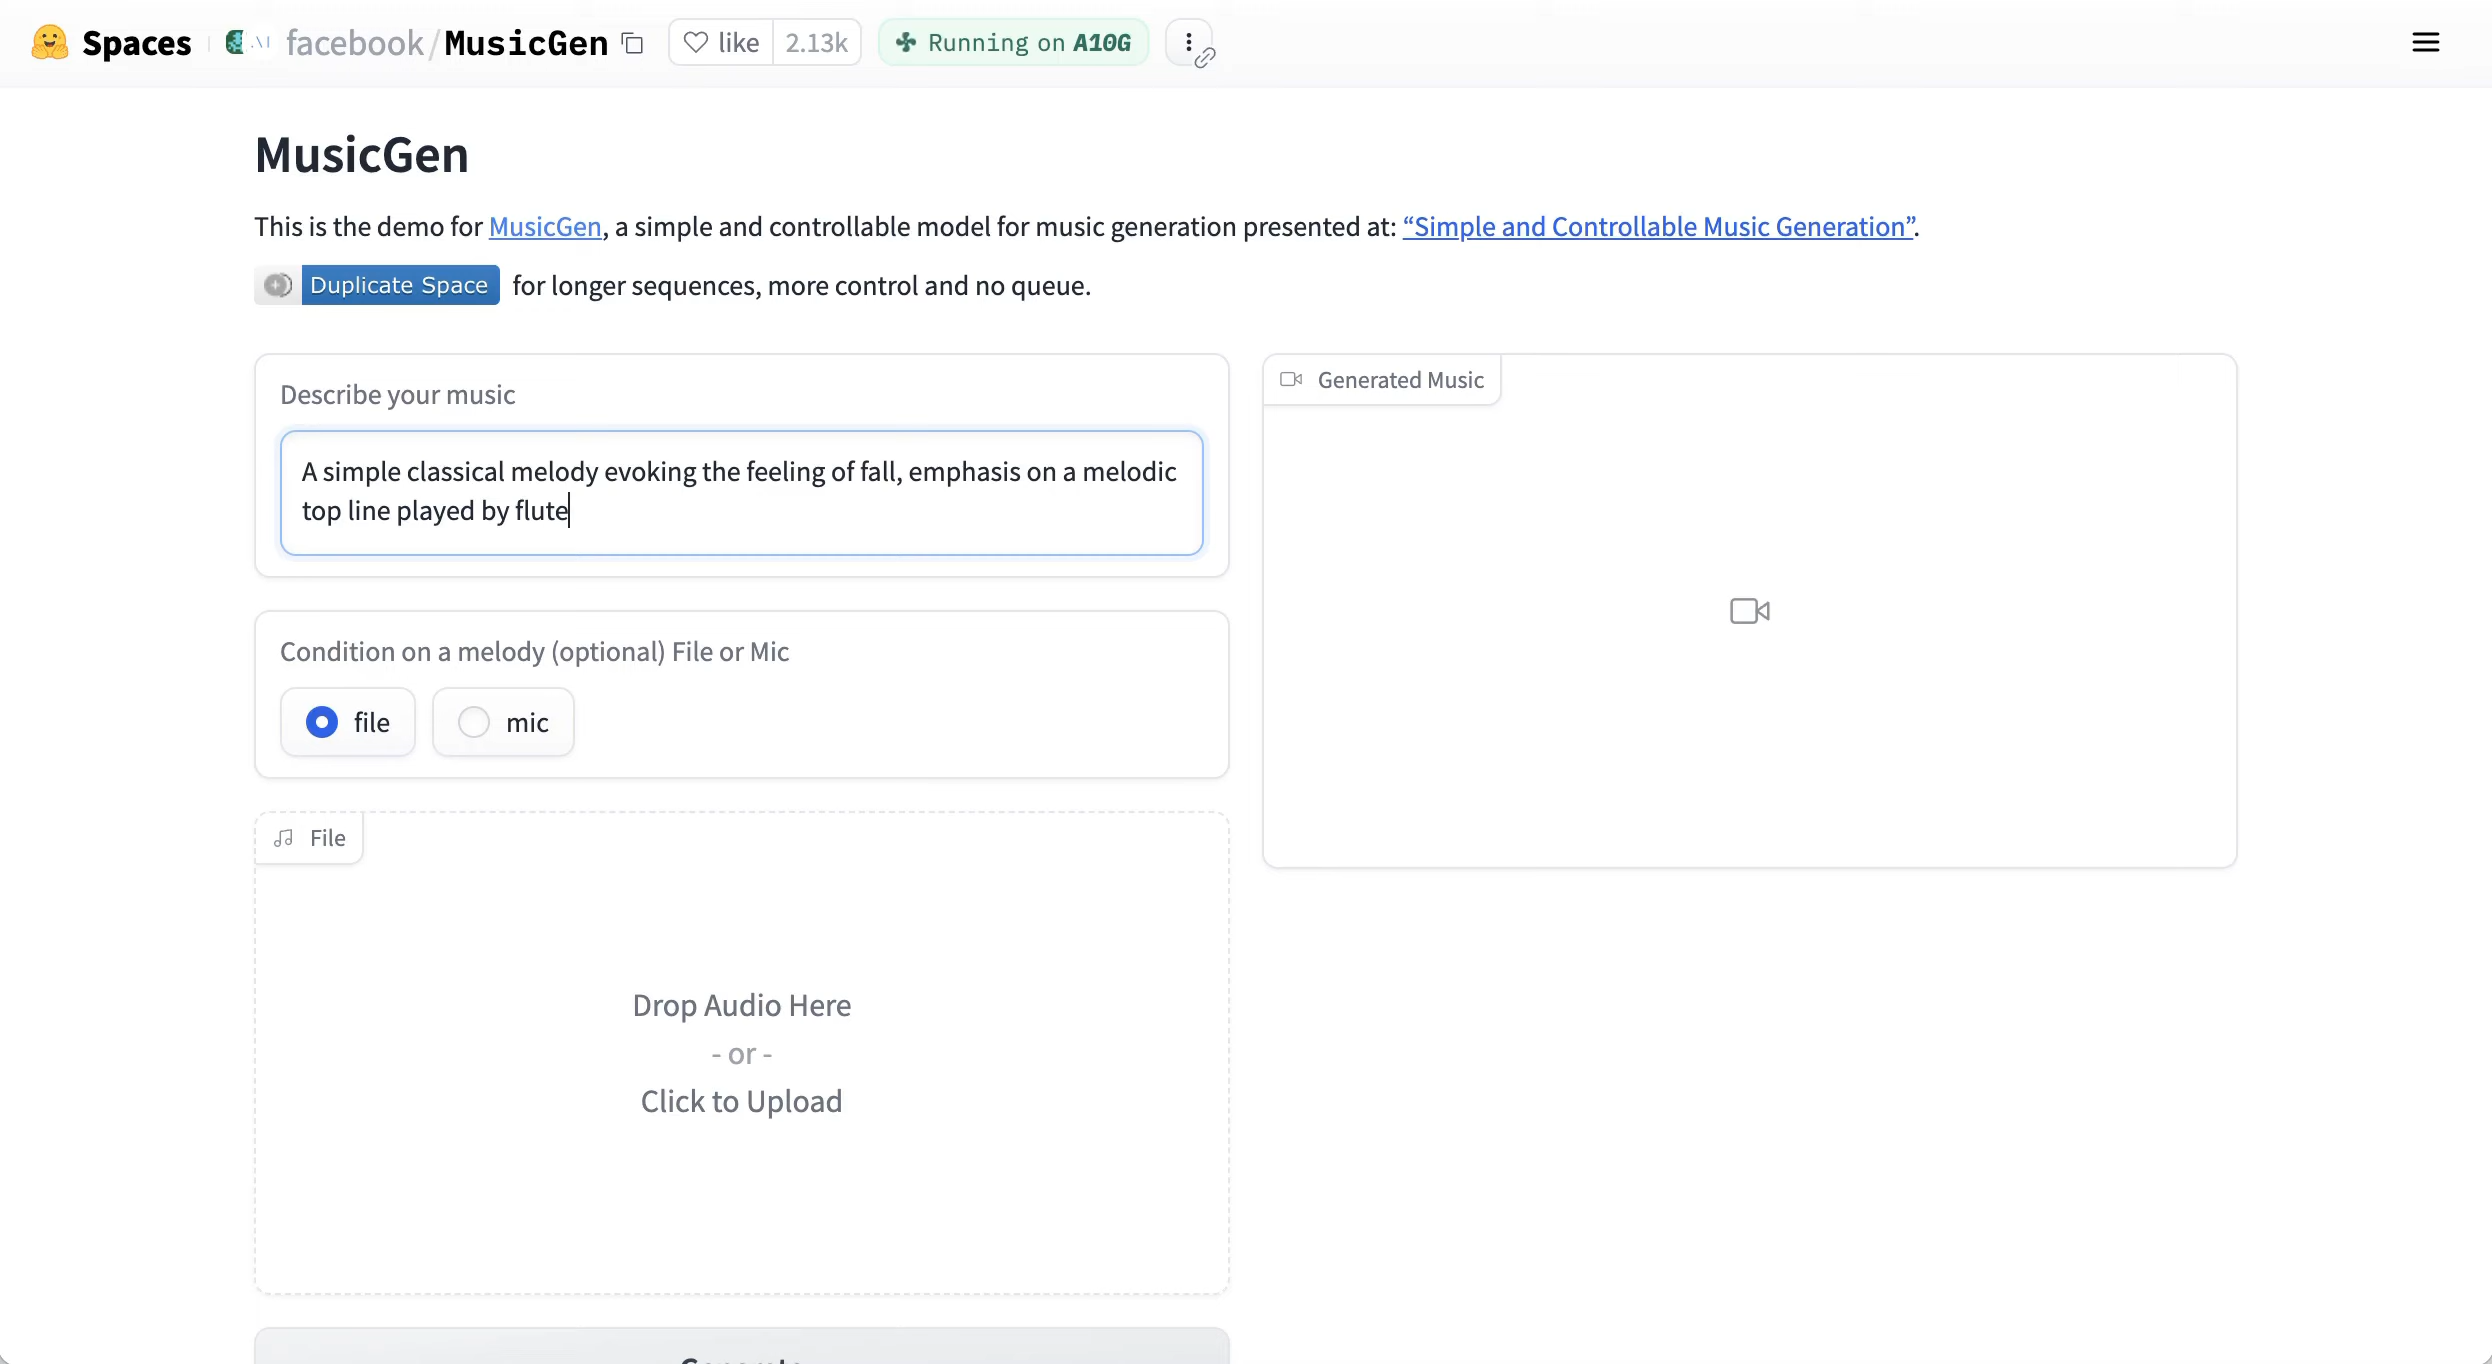 Spaces facebook/MusicGen like 2.13k Running on A10G
MusicGen
This is the demo for MusicGen, a simple and controllable model for music generation presented at: “Simple and Controllable Music Generation”.
Duplicate Space for longer sequences, more control and no queue.
Describe your music
A simple classical melody evoking the feeling of fall, emphasis on a melodic
top line played by flute
Condition on a melody (optional) File or Mic
file mic
File
Drop Audio Here
- or -
Click to Upload
Generate
Generated Music